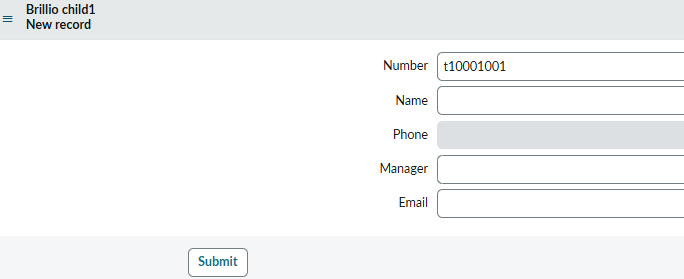 Brillio child1
New record
Number t10001001
Name
Phone
Manager
Email
Submit